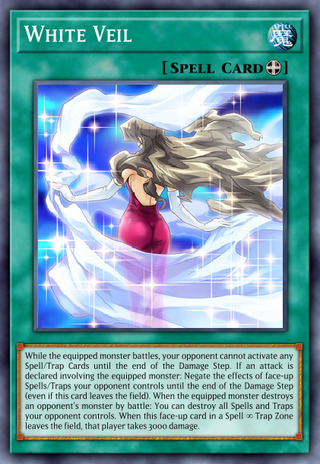 White Veil
魔
[Spell Card]
While the equipped monster battles, your opponent cannot activate any
Spell/Trap Cards until the end of the Damage Step. If an attack is
declared involving the equipped monster: Negate the effects of face-up
Spells/Traps your opponent controls until the end of the Damage Step
(even if this card leaves the field). When the equipped monster destroys
an opponent's monster by battle: You can destroy all Spells and Traps
your opponent controls. When this face-up card in a Spell & Trap Zone
leaves the field, that player takes 3000 damage.